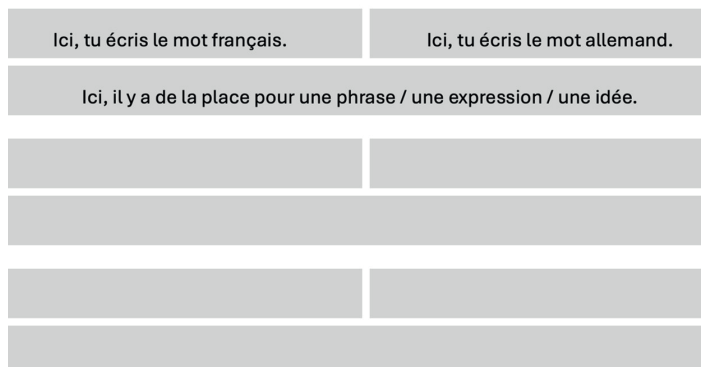 Ici, tu écris le mot français.
Ici, tu écris le mot allemand.
Ici, il y a de la place pour une phrase / une expression / une idée.